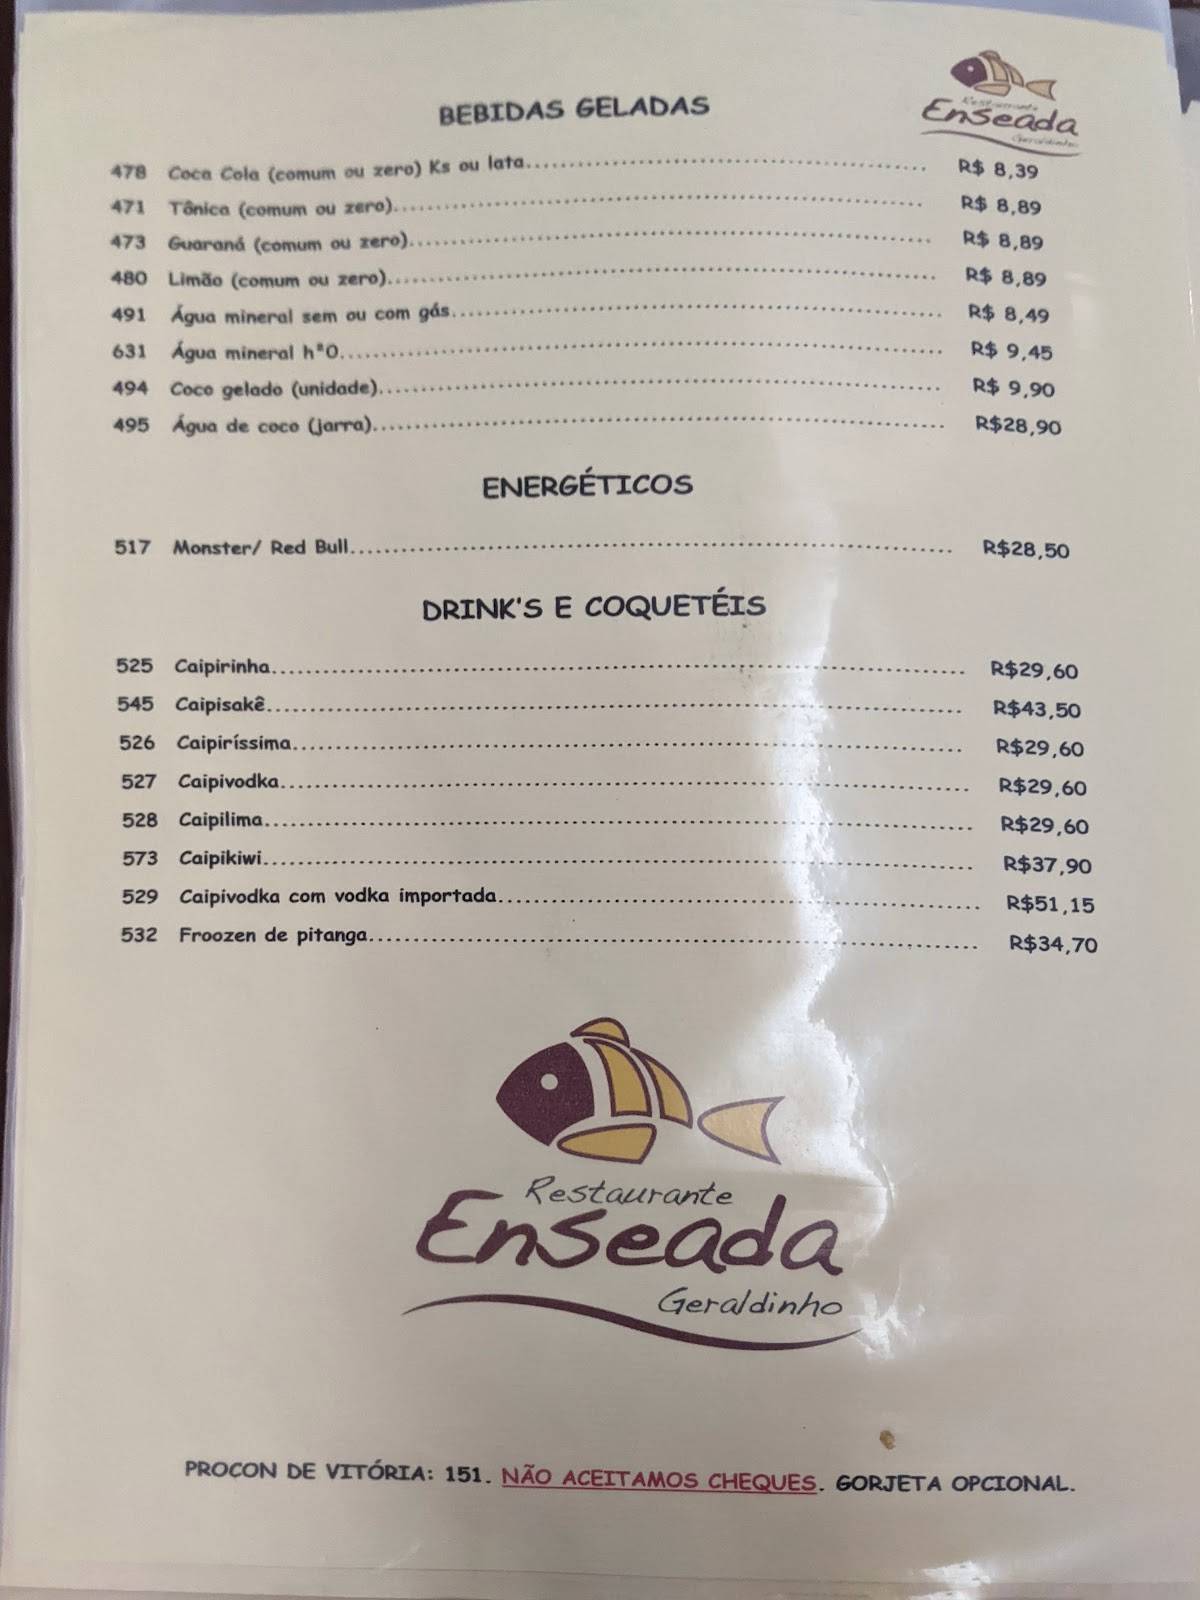 Restaurante
Enseada
Geraldinho
BEBIDAS GELADAS
478 Coca Cola (comum ou zero) Ks ou lata R$ 8,39
471 Tônica (comum ou zero) R$ 8,89
473 Guaraná (comum ou zero) R$ 8,89
480 Limão (comum ou zero) R$ 8,89
491 Água mineral sem ou com gás R$ 8,49
631 Água mineral hªO R$ 9,45
494 Coco gelado (unidade) R$ 9,90
495 Água de coco (jarra) R$28,90
ENERGÉTICOS
517 Monster/ Red Bull R$28,50
DRINK'S E COQUETÉIS
525 Caipirinha R$29,60
545 Caipisakê R$43,50
526 Caipiríssima R$29,60
527 Caipivodka R$29,60
528 Caipilima R$29,60
573 Caipikiwi R$37,90
529 Caipivodka com vodka importada R$51,15
532 Froozen de pitanga R$34,70
Restaurante
Enseada
Geraldinho
PROCON DE VITÓRIA: 151. NÃO ACEITAMOS CHEQUES. GORJETA OPCIONAL.